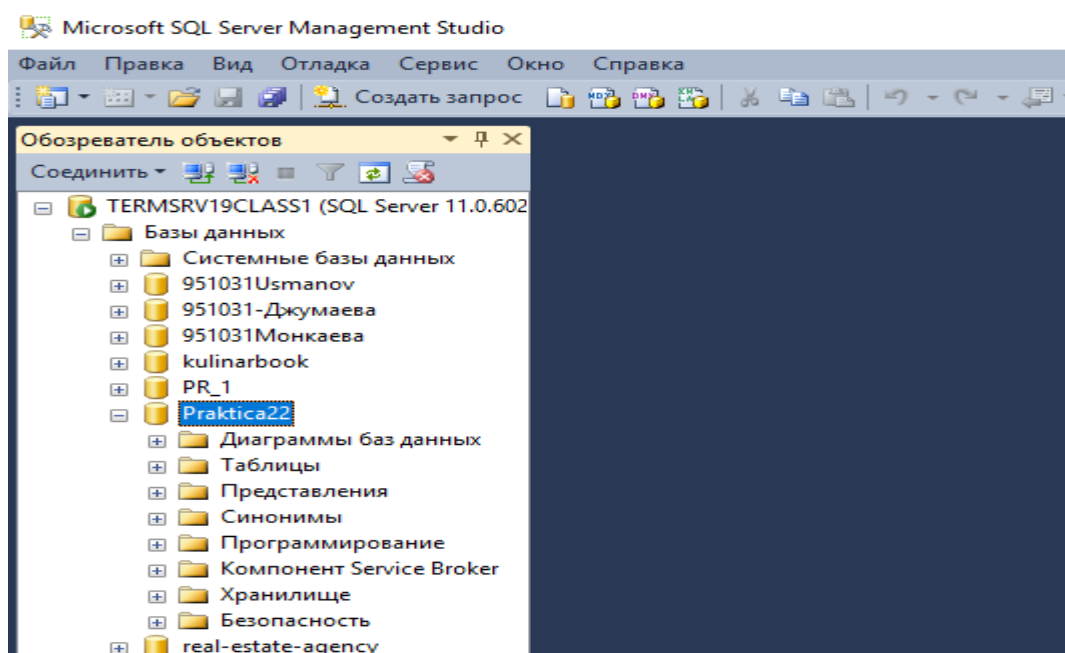 Microsoft SQL Server Management Studio
Файл Правка Вид Отладка Сервис Окно Справка
Создать запрос
Обозреватель объектов
Соединить
TERMSRV19CLASS1 (SQL Server 11.0.602
Базы данных
Системные базы данных
951031Usmanov
951031-Джумаева
951031Монкаева
kulinarbook
PR_1
Praktica22
Диаграммы баз данных
Таблицы
Представления
Синонимы
Программирование
Компонент Service Broker
Хранилище
Безопасность
real-estate-agency